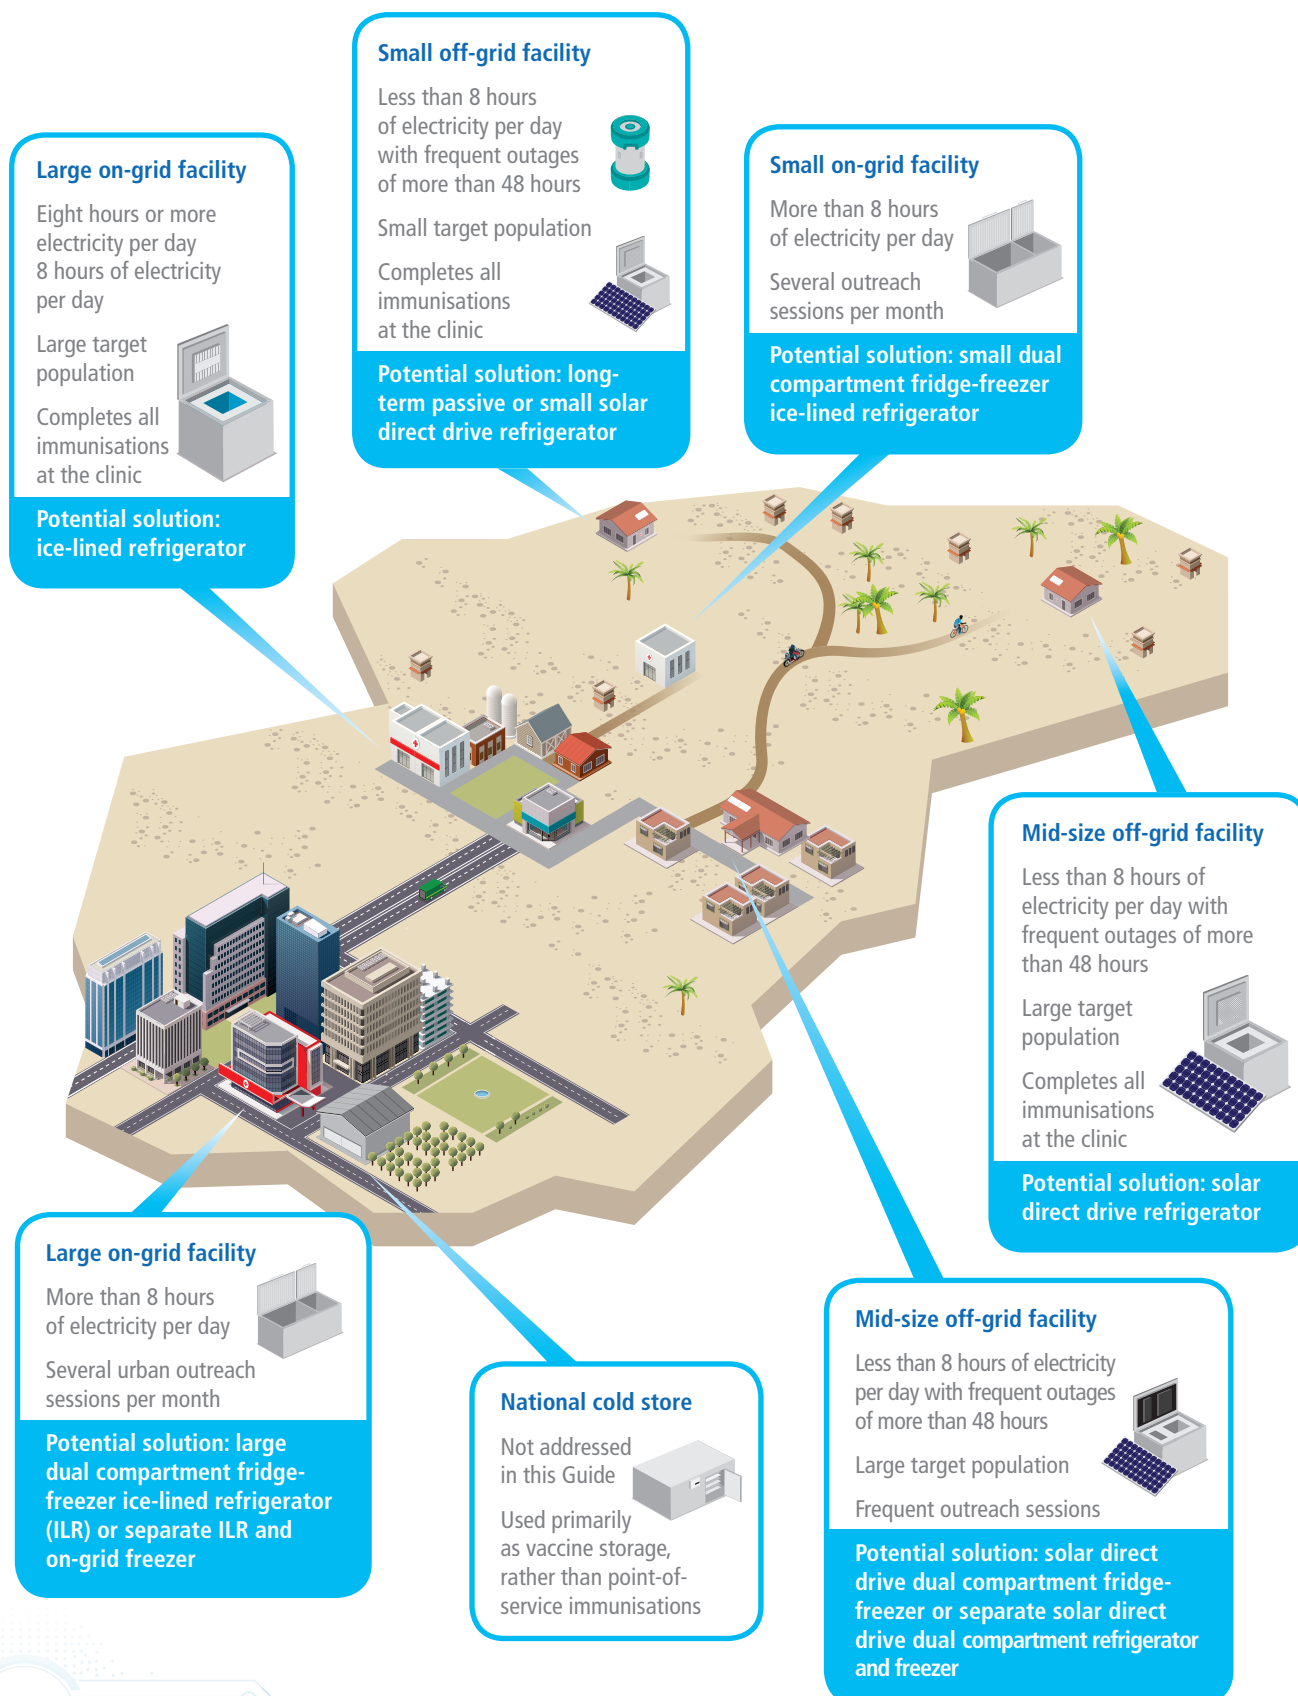 Small off-grid facility
Less than 8 hours
of electricity per day
with frequent outages
of more than 48 hours
Small target population
Completes all
immunisations
at the clinic
Potential solution: long-
term passive or small solar
direct drive refrigerator
Large on-grid facility
Eight hours or more
electricity per day
8 hours of electricity
per day
Large target
population
Completes all
immunisations
at the clinic
Potential solution:
ice-lined refrigerator
Small on-grid facility
More than 8 hours
of electricity per day
Several outreach
sessions per month
Potential solution: small dual
compartment fridge-freezer
ice-lined refrigerator
Mid-size off-grid facility
Less than 8 hours of
electricity per day with
frequent outages of more
than 48 hours
Large target
population
Completes all
immunisations
at the clinic
Potential solution: solar
direct drive refrigerator
Large on-grid facility
More than 8 hours
of electricity per day
Several urban outreach
sessions per month
Potential solution: large
dual compartment fridge-
freezer ice-lined refrigerator
(ILR) or separate ILR and
on-grid freezer
National cold store
Not addressed
in this Guide
Used primarily
as vaccine storage,
rather than point-of-
service immunisations
Mid-size off-grid facility
Less than 8 hours of electricity
per day with frequent outages
of more than 48 hours
Large target population
Frequent outreach sessions
Potential solution: solar direct
drive dual compartment fridge-
freezer or separate solar direct
drive dual compartment refrigerator
and freezer